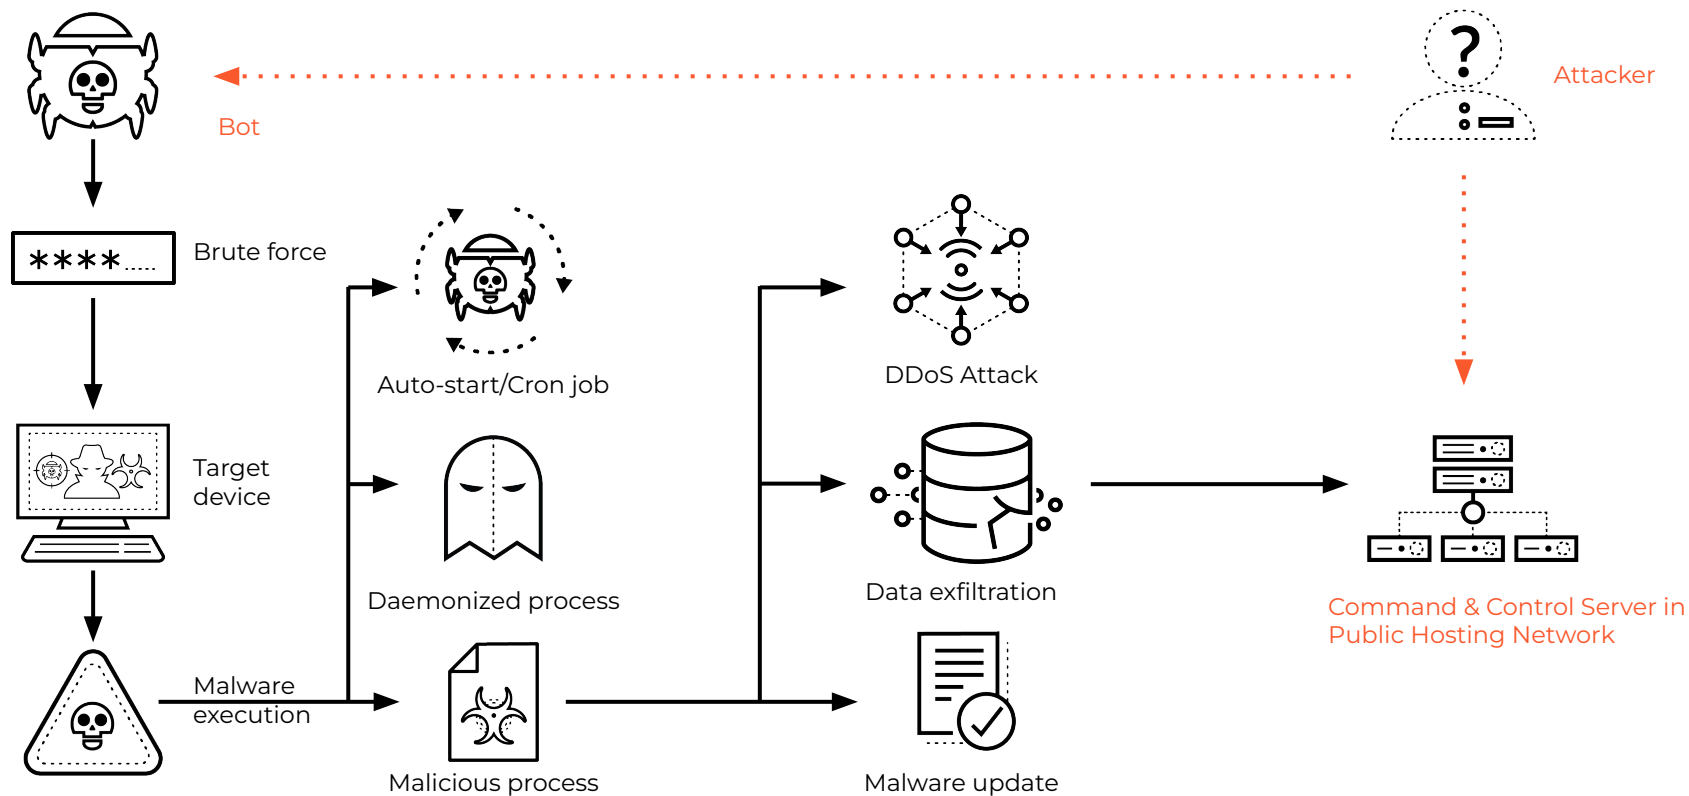 ?
Attacker
Bot
****.....
Brute force
Auto-start/Cron job
DDoS Attack
Target
device
Daemonized process
Data exfiltration
Command & Control Server in
Public Hosting Network
Malware
execution
Malicious process
Malware update